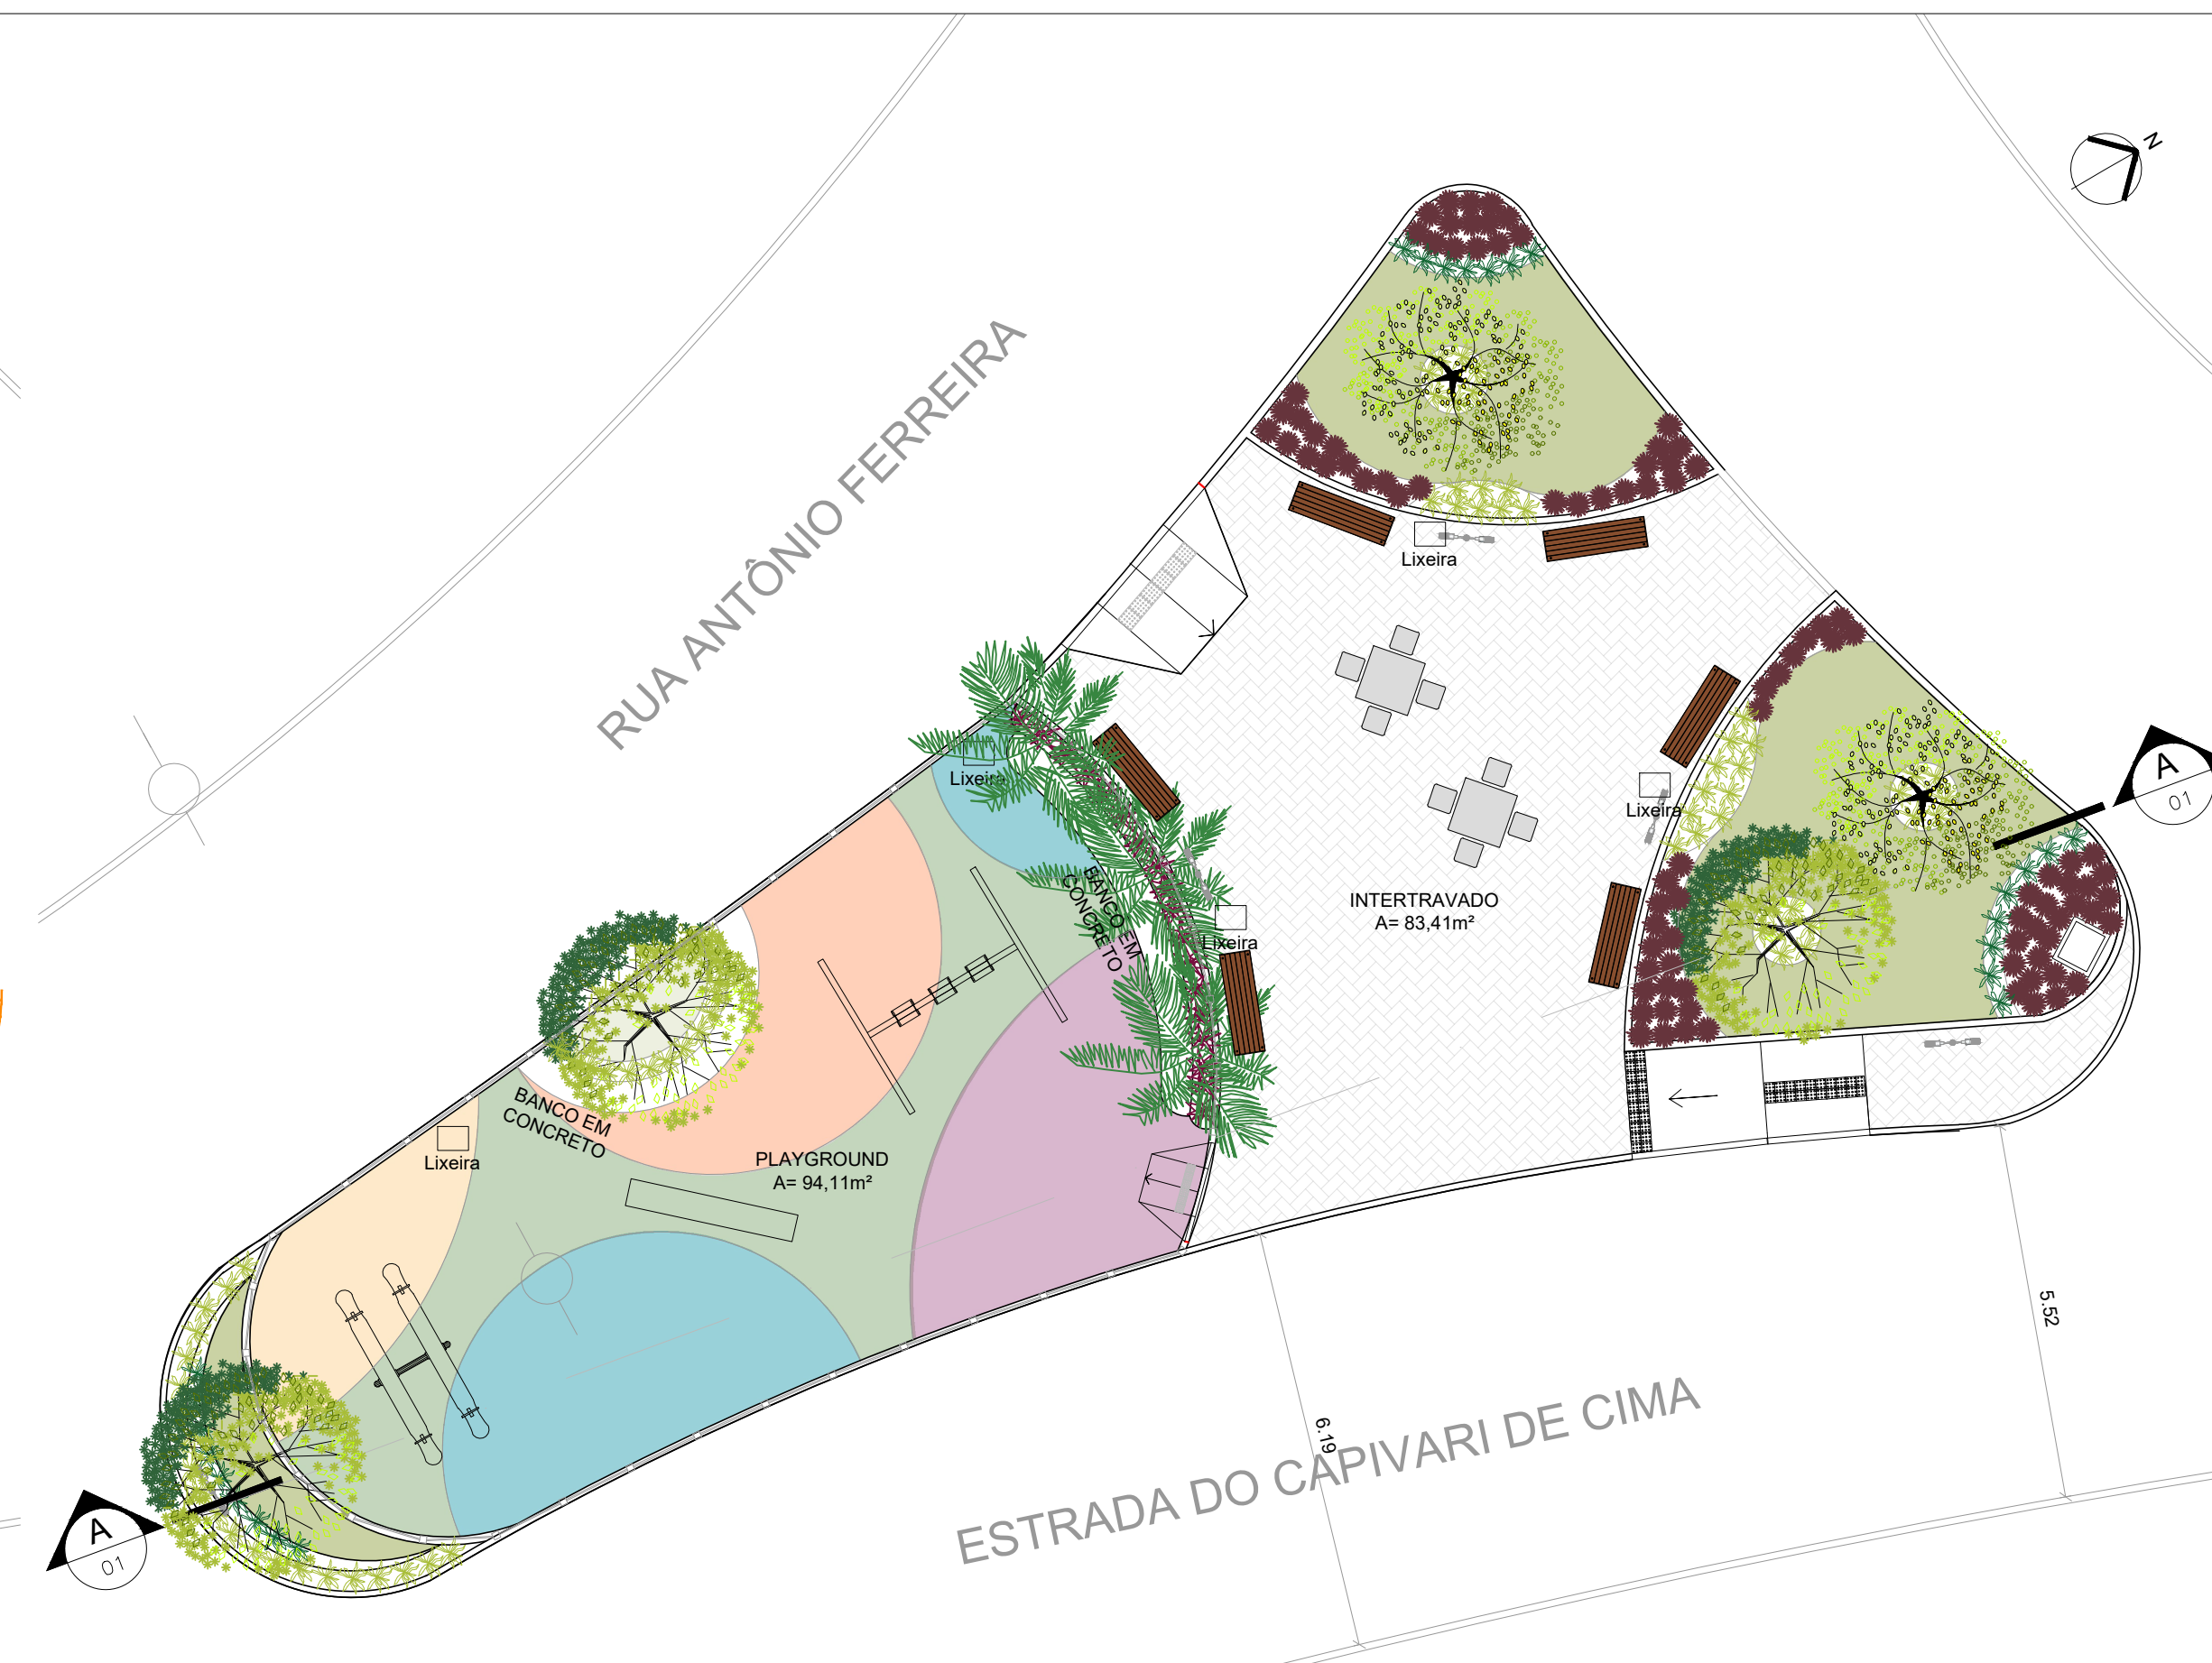 N
RUA ANTÔNIO FERREIRA
Lixeira
Lixeira
Lixeira
A
01
BANCO EM
CONCRETO
INTERTRAVADO
A= 83,41m²
Lixeira
BANCO EM
CONCRETO
Lixeira
PLAYGROUND
A= 94,11m²
5.52
6.19
ESTRADA DO CAPIVARI DE CIMA
A
01